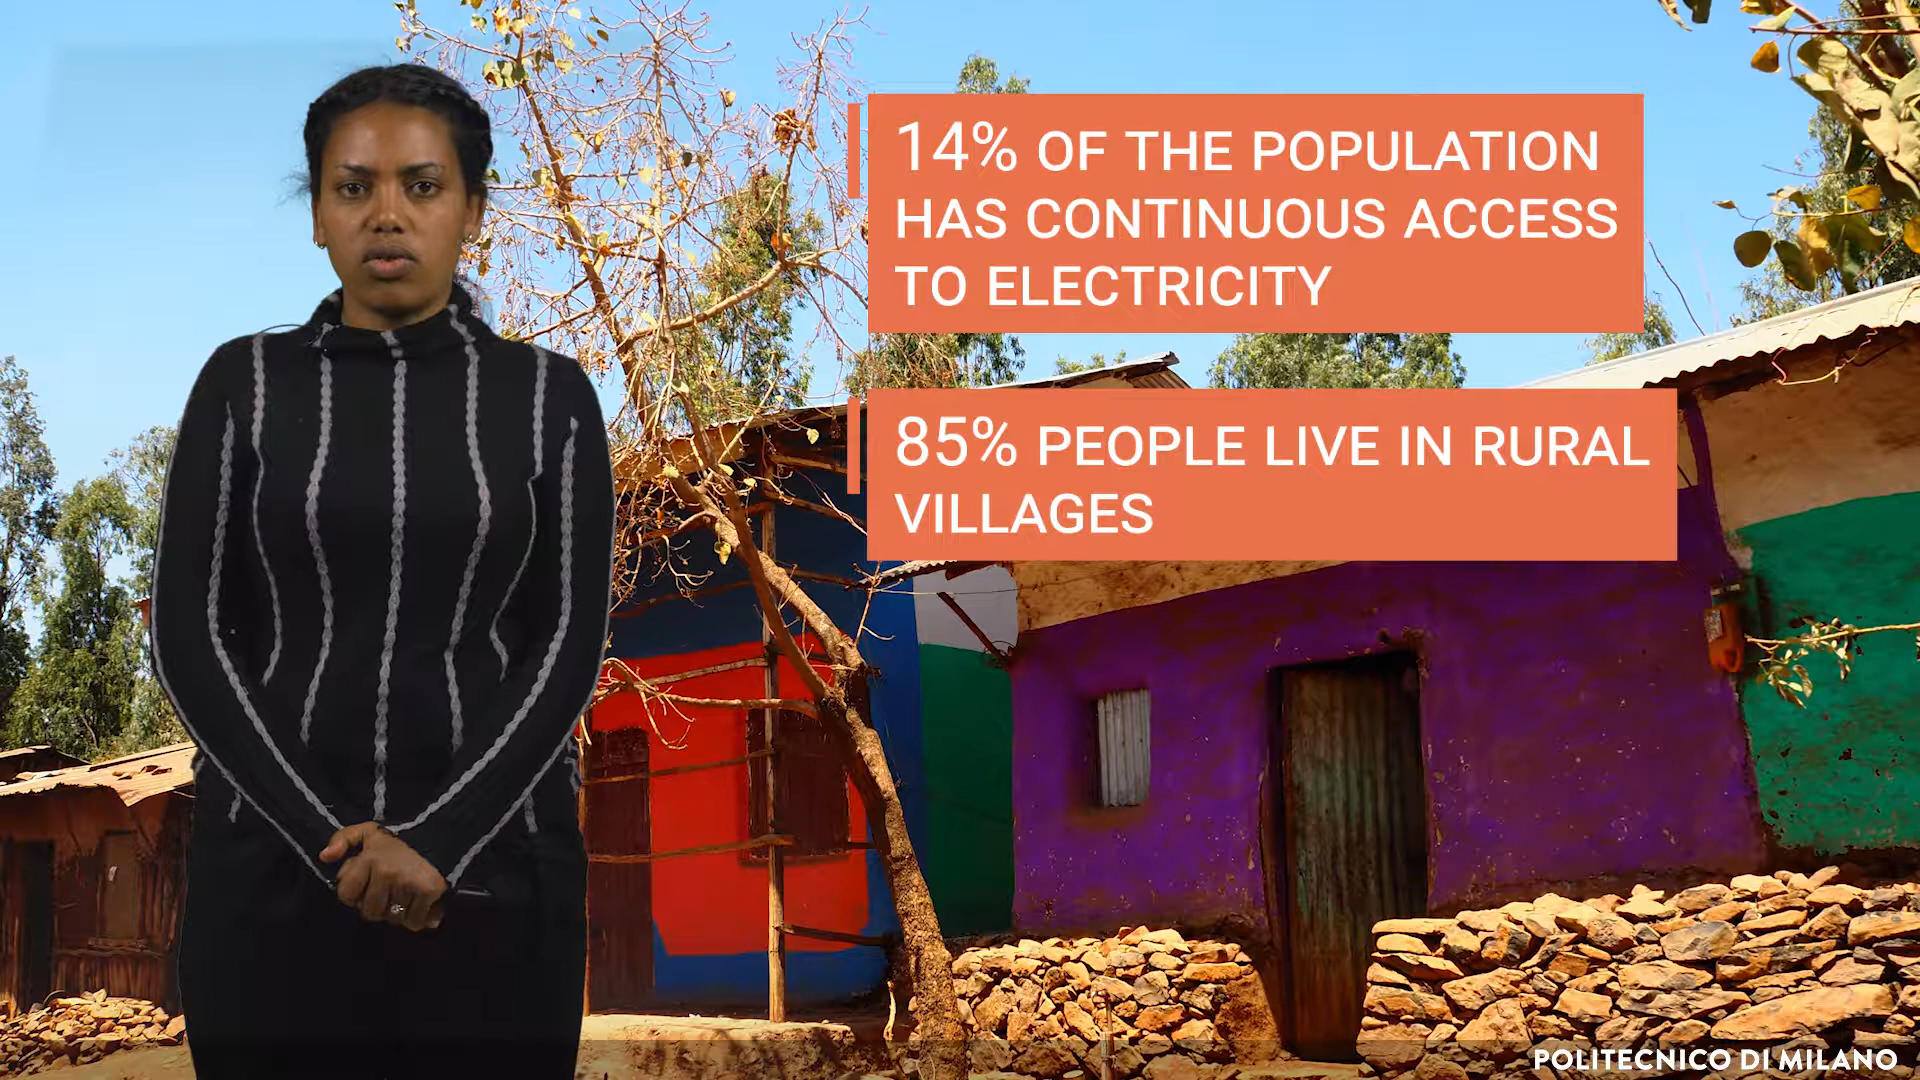 14% OF THE POPULATION
HAS CONTINUOUS ACCESS
TO ELECTRICITY
85% PEOPLE LIVE IN RURAL
VILLAGES
POLITECNICO DI MILANO